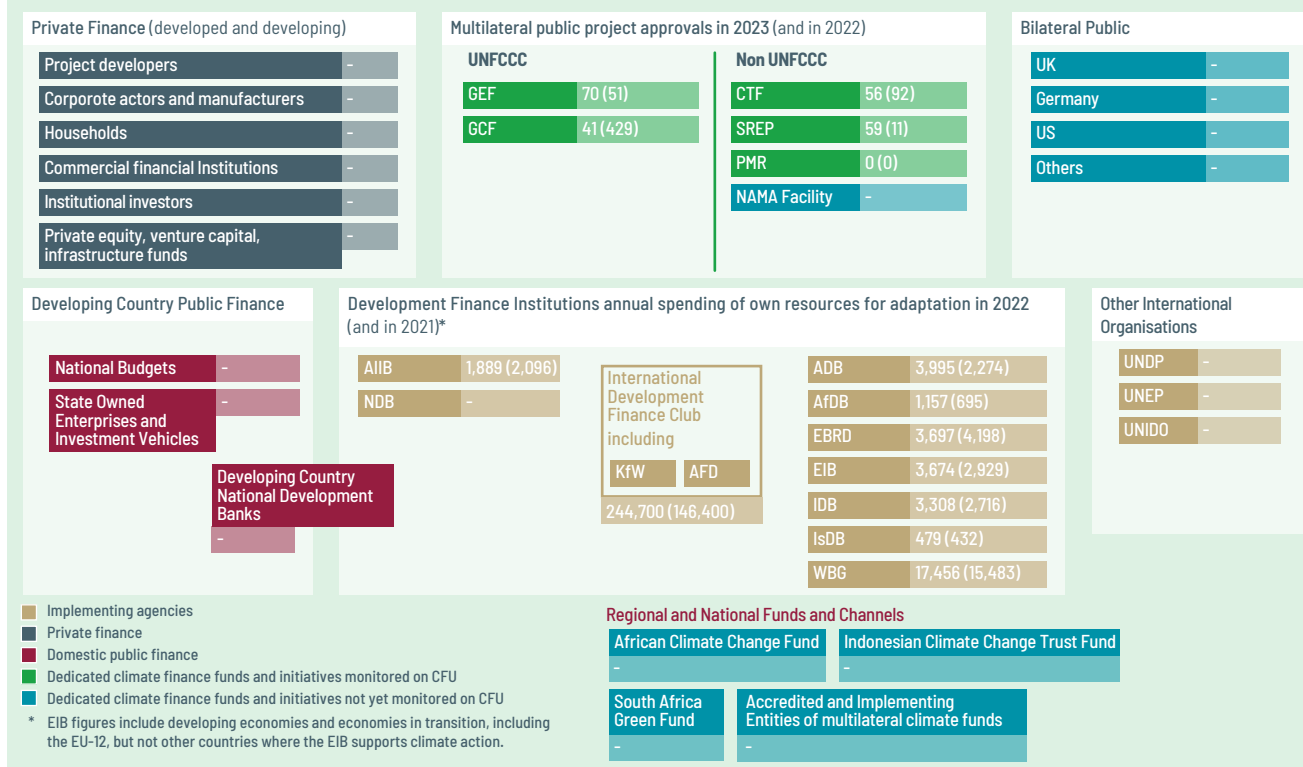 Private Finance (developed and developing)
Project developers
-
Corporote actors and manufacturers
-
Households
-
Commercial financial Institutions
-
Institutional investors
-
Private equity, venture capital,
infrastructure funds
-
Multilateral public project approvals in 2023 (and in 2022)
UNFCCC
GEF
70 (51)
GCF
41 (429)
Non UNFCCC
CTF
56 (92)
SREP
59 (11)
PMR
0 (0)
NAMA Facility
-
Bilateral Public
UK
-
Germany
-
US
-
Others
-
Developing Country Public Finance
National Budgets
-
State Owned
Enterprises and
Investment Vehicles
-
Developing Country
National Development
Banks
-
Development Finance Institutions annual spending of own resources for adaptation in 2022
(and in 2021)*
AIIB
1,889 (2,096)
NDB
-
International
Development
Finance Club
including
KfW
AFD
244,700 (146,400)
ADB
3,995 (2,274)
AfDB
1,157 (695)
EBRD
3,697 (4,198)
EIB
3,674 (2,929)
IDB
3,308 (2,716)
IsDB
479 (432)
WBG
17,456 (15,483)
Other International
Organisations
UNDP
-
UNEP
-
UNIDO
-
Implementing agencies
Private finance
Domestic public finance
Dedicated climate finance funds and initiatives monitored on CFU
Dedicated climate finance funds and initiatives not yet monitored on CFU
* EIB figures include developing economies and economies in transition, including
the EU-12, but not other countries where the EIB supports climate action.
Regional and National Funds and Channels
African Climate Change Fund
-
Indonesian Climate Change Trust Fund
-
South Africa
Green Fund
-
Accredited and Implementing
Entities of multilateral climate funds
-